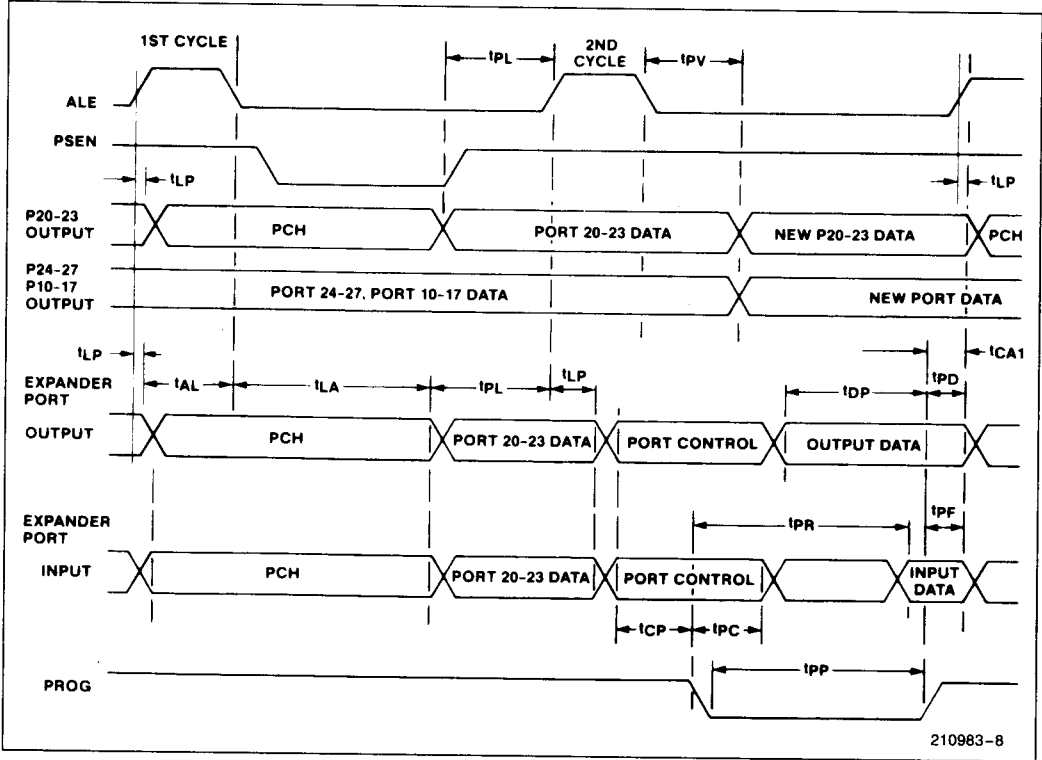 1ST CYCLE
tPL
2ND CYCLE
tPV
ALE
PSEN
tLP
tLP
P20-23 OUTPUT
PCH
PORT 20-23 DATA
NEW P20-23 DATA
PCH
P24-27
P10-17
OUTPUT
PORT 24-27, PORT 10-17 DATA
NEW PORT DATA
tLP
tCA1
EXPANDER PORT
tAL
tLA
tPL
tLP
tDP
tPD
OUTPUT
PCH
PORT 20-23 DATA
PORT CONTROL
OUTPUT DATA
EXPANDER PORT
tPR
tPF
INPUT
PCH
PORT 20-23 DATA
PORT CONTROL
INPUT DATA
tCP
tPC
PROG
tPP
210983-8